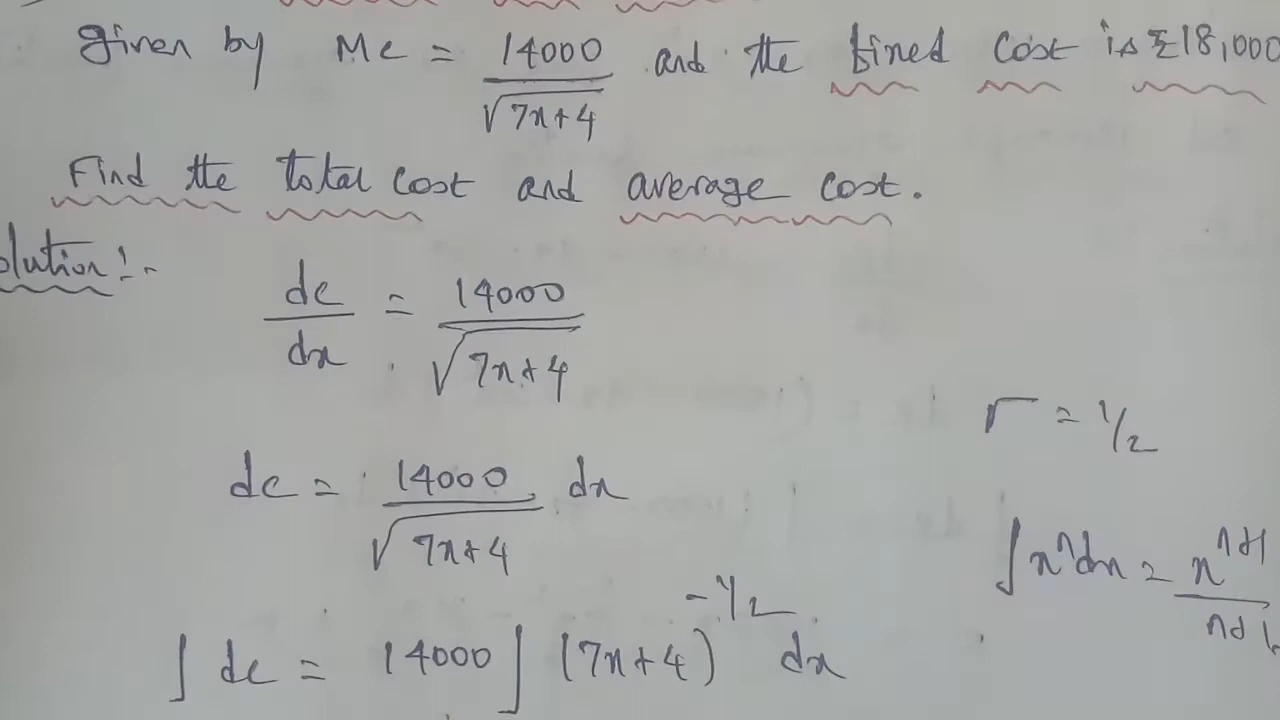 given by MC = 14000/√(7x+4) and the fixed cost is ₹18,000
Find the total cost and average cost.
olution:-
dc/dx = 14000/√(7x+4)
√ = 1/2
dc = 14000/√(7x+4) dx
∫x^n dx = x^(n+1)/(n+1)
∫ dc = 14000 ∫ (7x+4)^(-1/2) dx